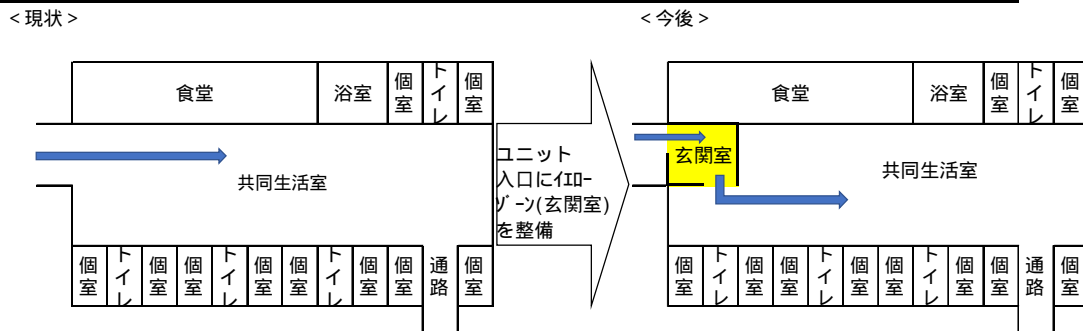 <現状>
<今後>
食堂
浴室
個室
トイレ
個室
共同生活室
個室
トイレ
個室
個室
トイレ
個室
個室
トイレ
個室
個室
通路
個室
ユニット
入口にイエロー
ゾーン(玄関室)
を整備
食堂
浴室
個室
トイレ
個室
玄関室
共同生活室
個室
トイレ
個室
個室
トイレ
個室
個室
トイレ
個室
個室
通路
個室